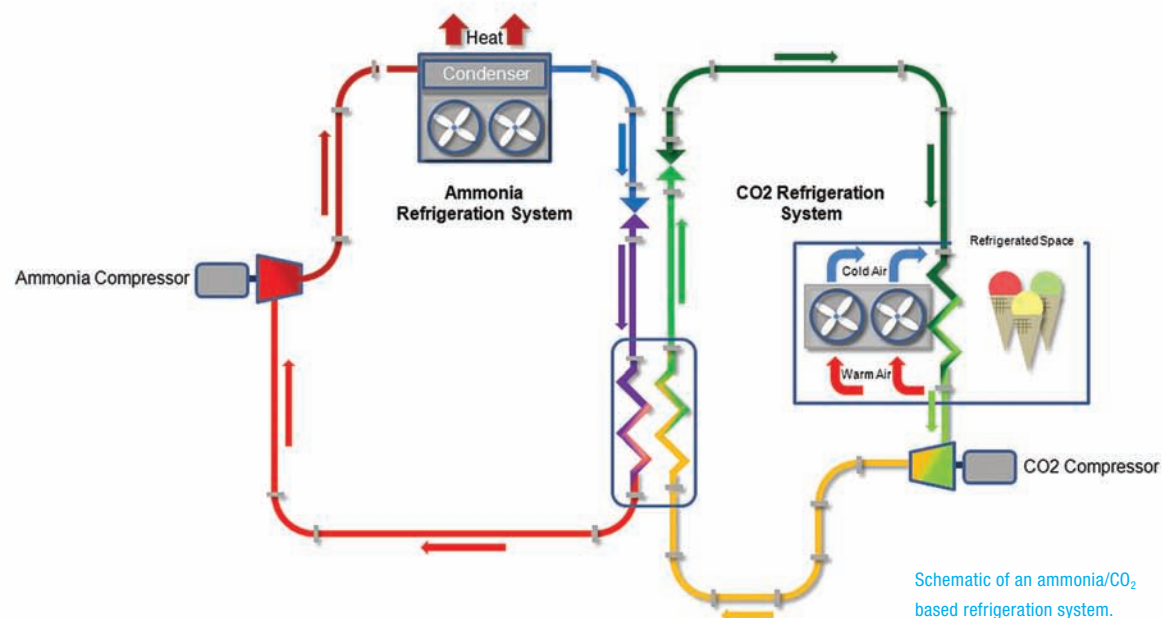 Heat
Condenser
Ammonia
Refrigeration System
CO2 Refrigeration
System
Refrigerated Space
Cold Air
Ammonia Compressor
Warm Air
CO2 Compressor
Schematic of an ammonia/CO₂
based refrigeration system.